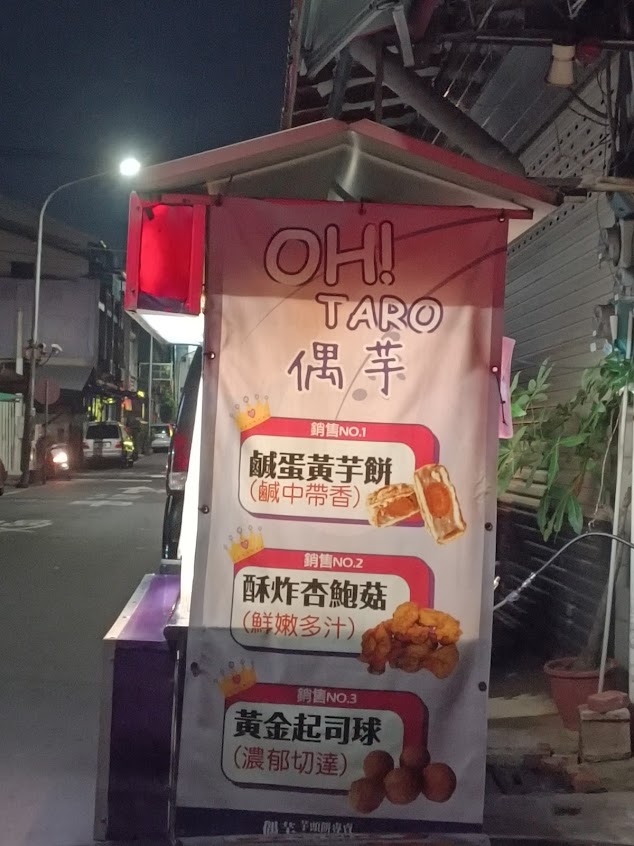 OH!
TARO
偶芋
銷售NO.1
鹹蛋黃芋餅
(鹹中帶香)
銷售NO.2
酥炸杏鮑菇
(鮮嫩多汁)
銷售NO.3
黃金起司球
(濃郁切達)